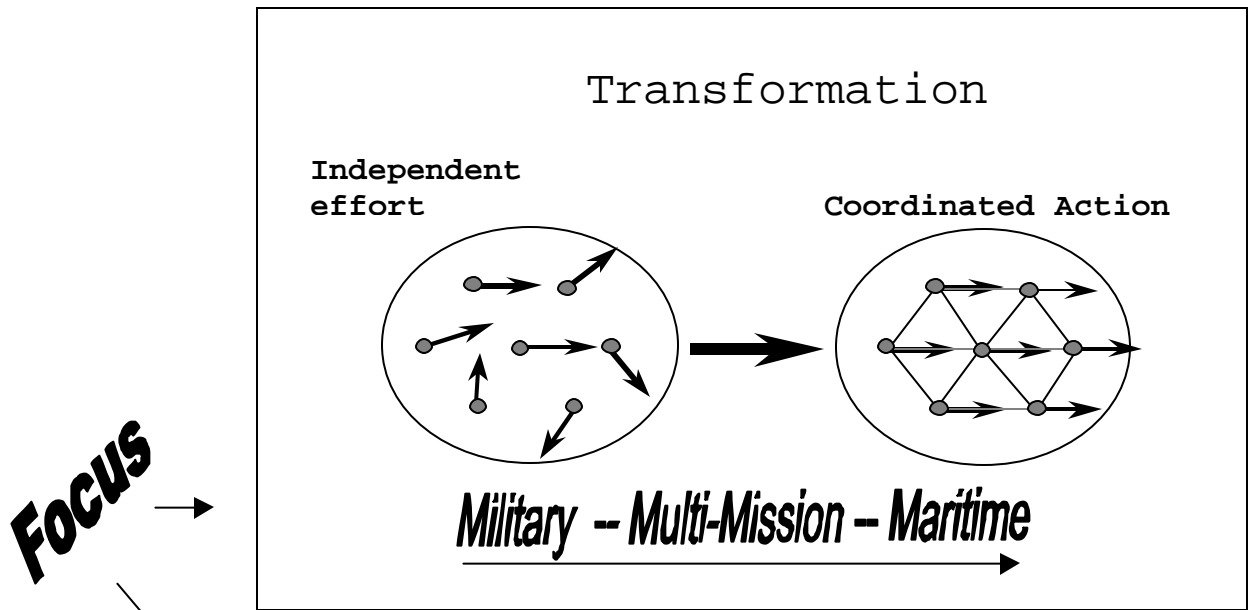 Transformation
Independent
effort
Coordinated Action
Focus
Military -- Multi-Mission -- Maritime